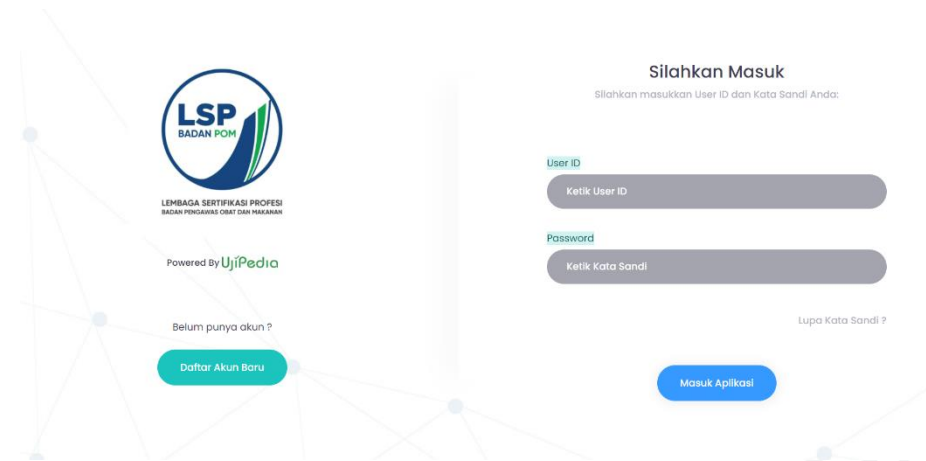 LSP
BADAN POM
LEMBAGA SERTIFIKASI PROFESI
BADAN PENGAWAS OBAT DAN MAKANAN
Powered By UjiPedia
Belum punya akun ?
Daftar Akun Baru
Silahkan Masuk
Silahkan masukkan User ID dan Kata Sandi Anda:
User ID
Ketik User ID
Password
Ketik Kata Sandi
Lupa Kata Sandi ?
Masuk Aplikasi